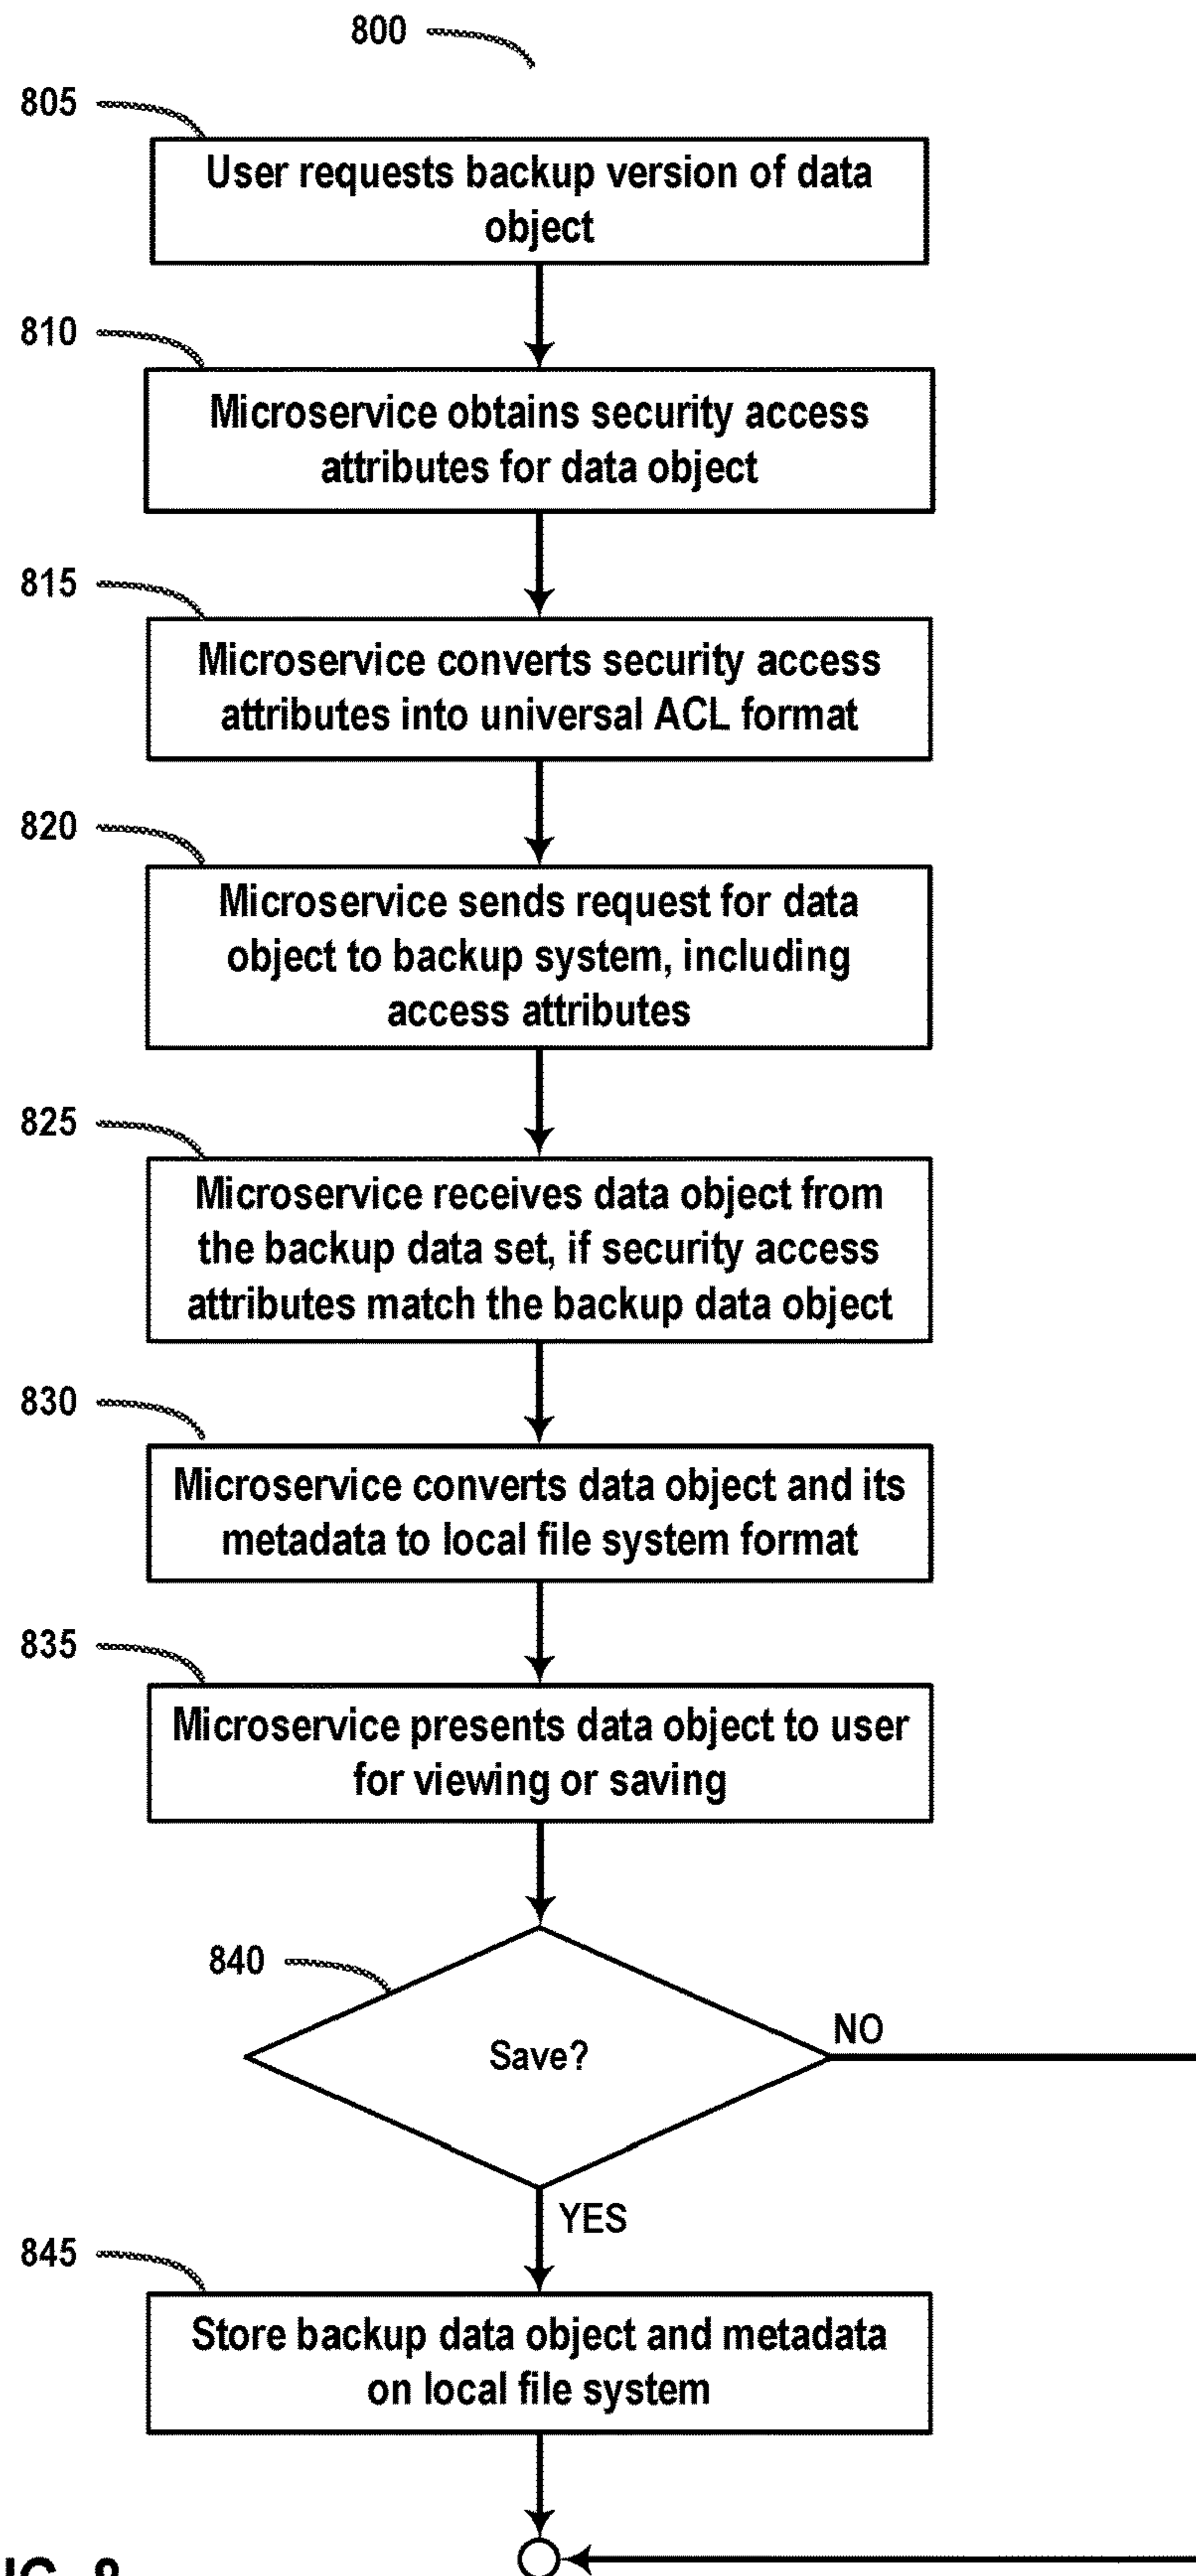 800
805
User requests backup version of data
object
810
Microservice obtains security access
attributes for data object
815
Microservice converts security access
attributes into universal ACL format
820
Microservice sends request for data
object to backup system, including
access attributes
825
Microservice receives data object from
the backup data set, if security access
attributes match the backup data object
830
Microservice converts data object and its
metadata to local file system format
835
Microservice presents data object to user
for viewing or saving
840
Save?
NO
YES
845
Store backup data object and metadata
on local file system